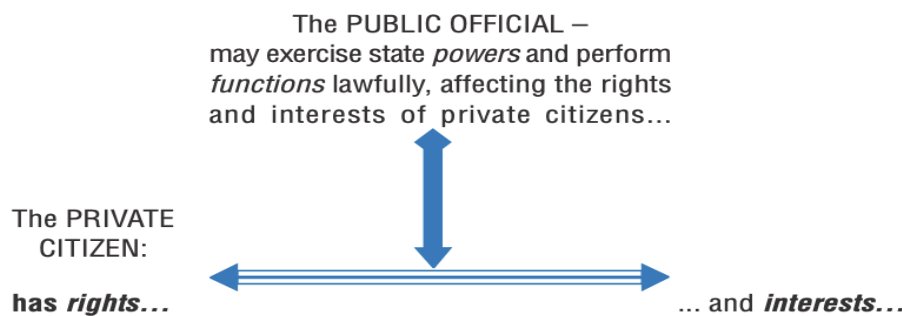 The PUBLIC OFFICIAL –
may exercise state powers and perform
functions lawfully, affecting the rights
and interests of private citizens...
The PRIVATE
CITIZEN:
has rights...
... and interests...